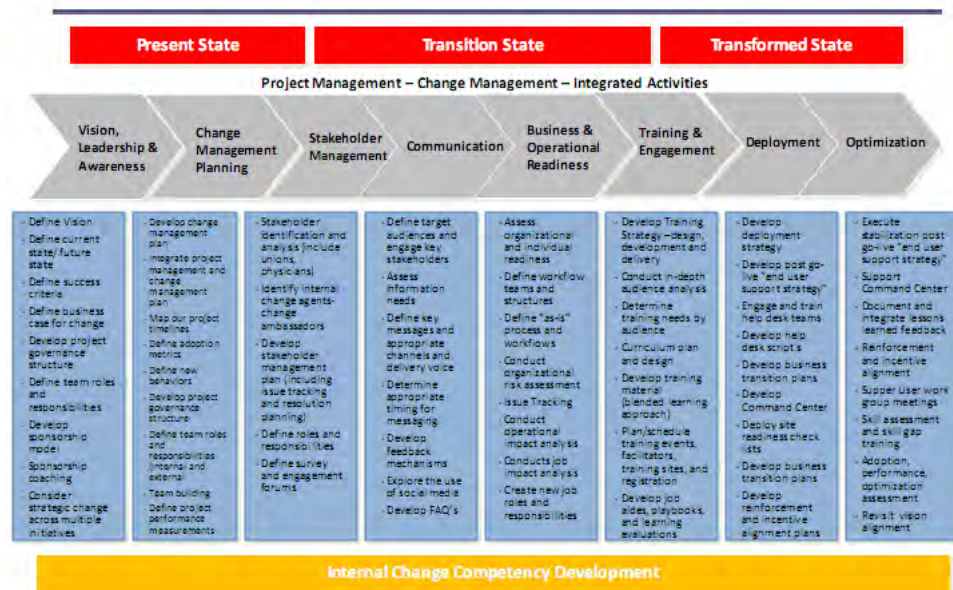 Present State
Transition State
Transformed State
Project Management – Change Management – Integrated Activities
Vision,
Leadership &
Awareness
Change
Management
Planning
Stakeholder
Management
Communication
Business &
Operational
Readiness
Training &
Engagement
Deployment
Optimization
- Define Vision
- Define current
state/ future
state
- Define success
criteria
- Define business
case for change
- Develop project
governance
structure
- Define team roles
and
responsibilities
- Develop
sponsorship
model
- Sponsorship
coaching
- Consider
strategic change
across multiple
initiatives
- Develop change
management
plan
- Integrate project
management and
change
management
plan
- Map our project
timelines
- Define adoption
metrics
- Define new
behaviors
- Develop project
governance
structure
- Define team roles
and
responsibilities
(internal and
external
- Team building
- Define project
performance
measurements
- Stakeholder
identification and
analysis (include
unions,
physicians)
- Identify internal
change agents-
change
ambassadors
- Develop
stakeholder
management
plan (including
issue tracking
and resolution
planning)
- Define roles and
responsibilities
- Define survey
and engagement
forums
- Define target
audiences and
engage key
stakeholders
- Assess
information
needs
- Define key
messages and
appropriate
channels and
delivery voice
- Determine
appropriate
timing for
messaging
- Develop
feedback
mechanisms
- Explore the use
of social media
- Develop FAQ's
- Assess
organizational
and individual
readiness
- Define workflow
teams and
structures
- Define "as-is"
process and
workflows
- Conduct
organizational
risk assessment
- Issue Tracking
- Conduct
operational
impact analysis
- Conducts job
impact analysis
- Create new job
roles and
responsibilities
- Develop Training
Strategy –design,
development and
delivery
- Conduct in-depth
audience analysis
- Determine
training needs by
audience
- Curriculum plan
and design
- Develop training
material
(blended learning
approach)
- Plan/schedule
training events,
facilitators,
training sites, and
registration
- Develop job
aides, playbooks,
and learning
evaluations
- Develop
deployment
strategy
- Develop post go-
live "end user
support strategy"
- Engage and train
help desk teams
- Develop help
desk scripts
- Develop business
transition plans
- Develop
Command Center
- Deploy site
readiness check
lists
- Develop business
transition plans
- Develop
reinforcement
and incentive
alignment plans
- Execute
stabilization post
go-live "end user
support strategy"
- Support
Command Center
- Document and
integrate lessons
learned feedback
- Reinforcement
and incentive
alignment
- Supper User work
group meetings
- Skill assessment
and skill gap
training
- Adoption,
performance,
optimization
assessment
- Revisit vision
alignment
Internal Change Competency Development